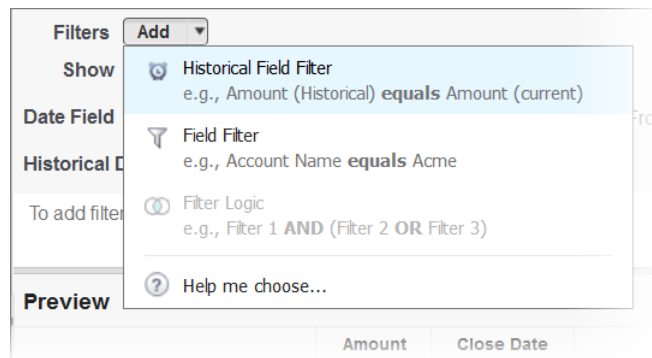 Filters Add
Show
Historical Field Filter
e.g., Amount (Historical) equals Amount (current)
Date Field
Field Filter
e.g., Account Name equals Acme
Historical
To add filter
Filter Logic
e.g., Filter 1 AND (Filter 2 OR Filter 3)
? Help me choose...
Preview
Amount Close Date